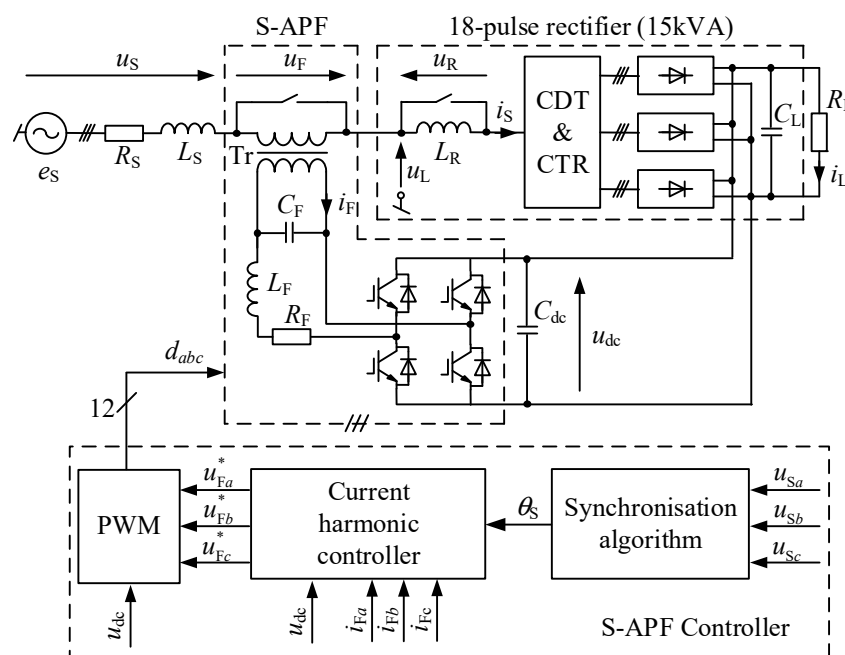 S-APF
18-pulse rectifier (15kVA)
uS
uF
uR
eS
RS
LS
Tr
LR
iS
uL
CDT
&
CTR
CL
iL
CF
iF
LF
RF
Cdc
udc
dabc
12
PWM
u*Fa
u*Fb
u*Fc
udc
Current
harmonic
controller
udc
iFa
iFb
iFc
θS
Synchronisation
algorithm
uSa
uSb
uSc
S-APF Controller